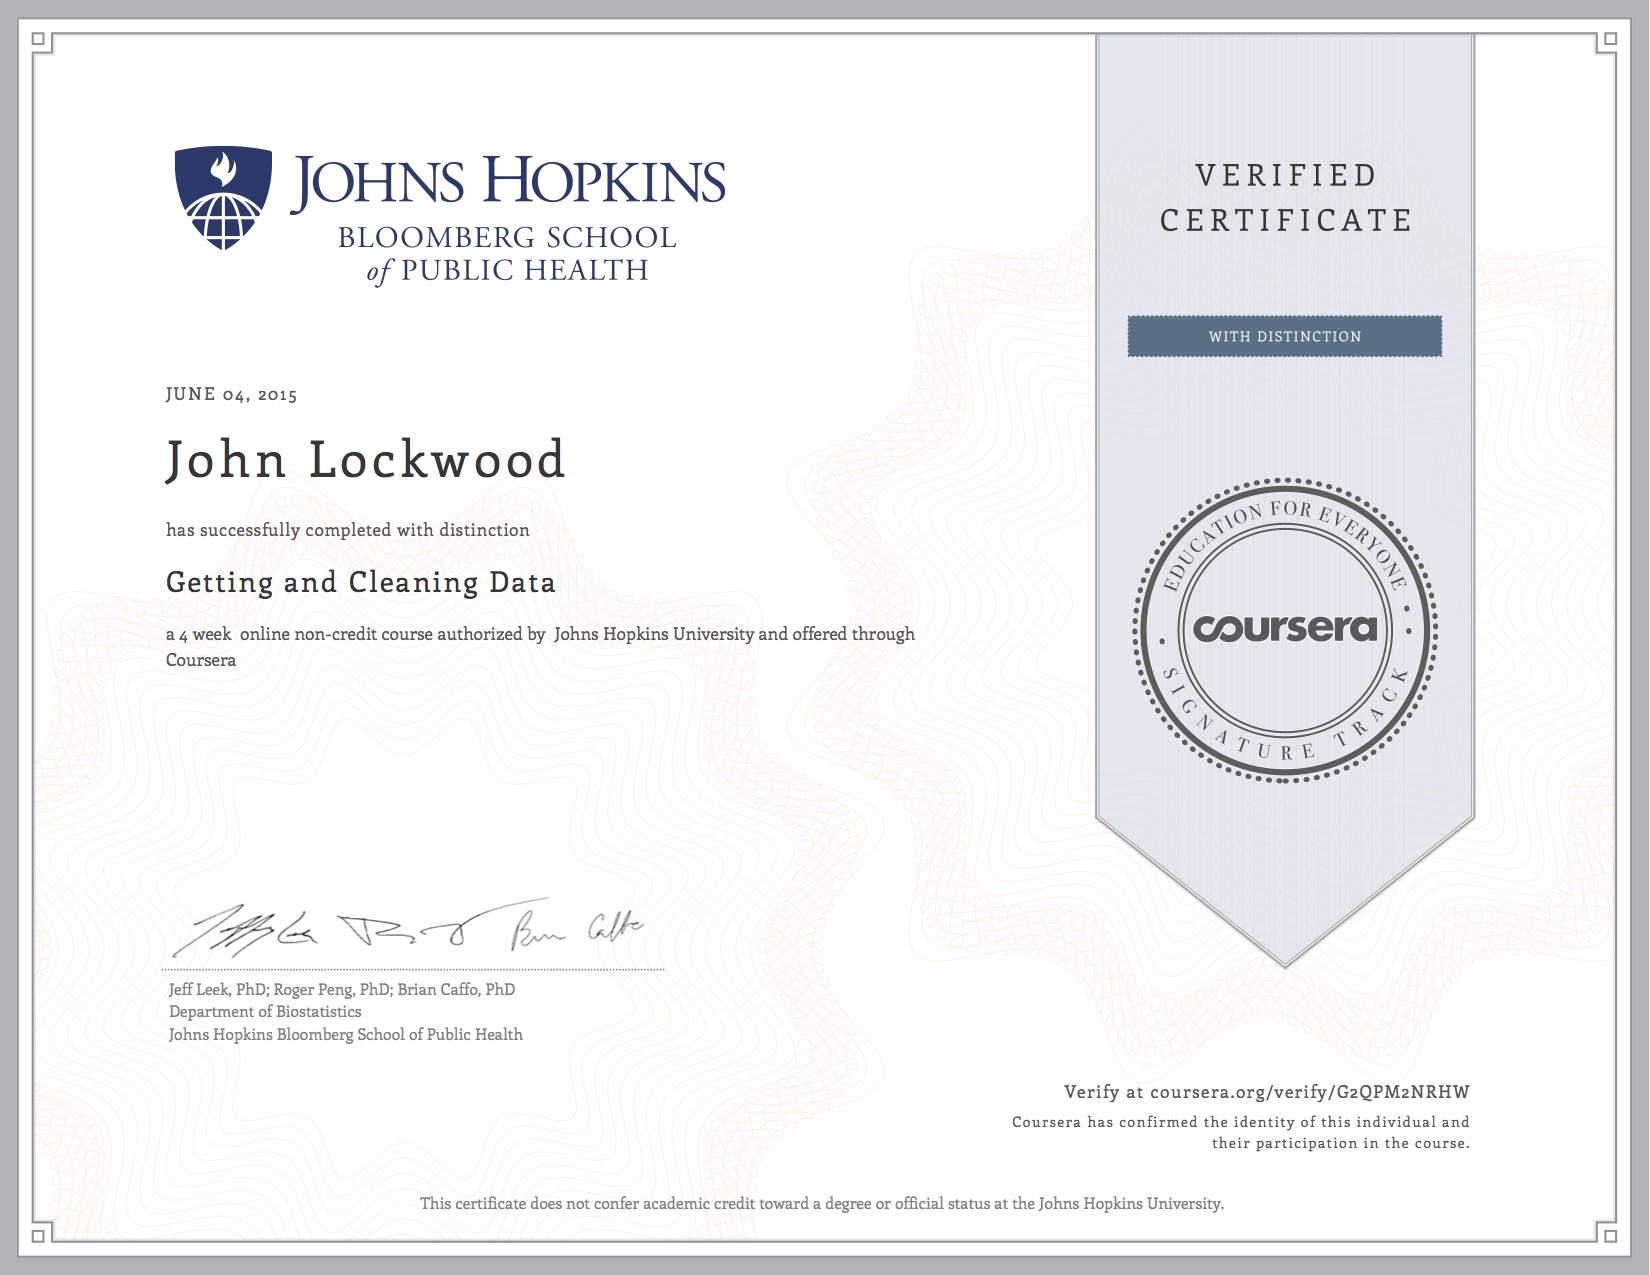 JOHNS HOPKINS
BLOOMBERG SCHOOL
of PUBLIC HEALTH
VERIFIED
CERTIFICATE
WITH DISTINCTION
JUNE 04, 2015
John Lockwood
has successfully completed with distinction
Getting and Cleaning Data
a 4 week online non-credit course authorized by Johns Hopkins University and offered through
Coursera
EDUCATION FOR EVERYONE
coursera
SIGNATURE TRACK
Jeff Leek, PhD; Roger Peng, PhD; Brian Caffo, PhD
Department of Biostatistics
Johns Hopkins Bloomberg School of Public Health
Verify at coursera.org/verify/G2QPM2NRHW
Coursera has confirmed the identity of this individual and
their participation in the course.
This certificate does not confer academic credit toward a degree or official status at the Johns Hopkins University.